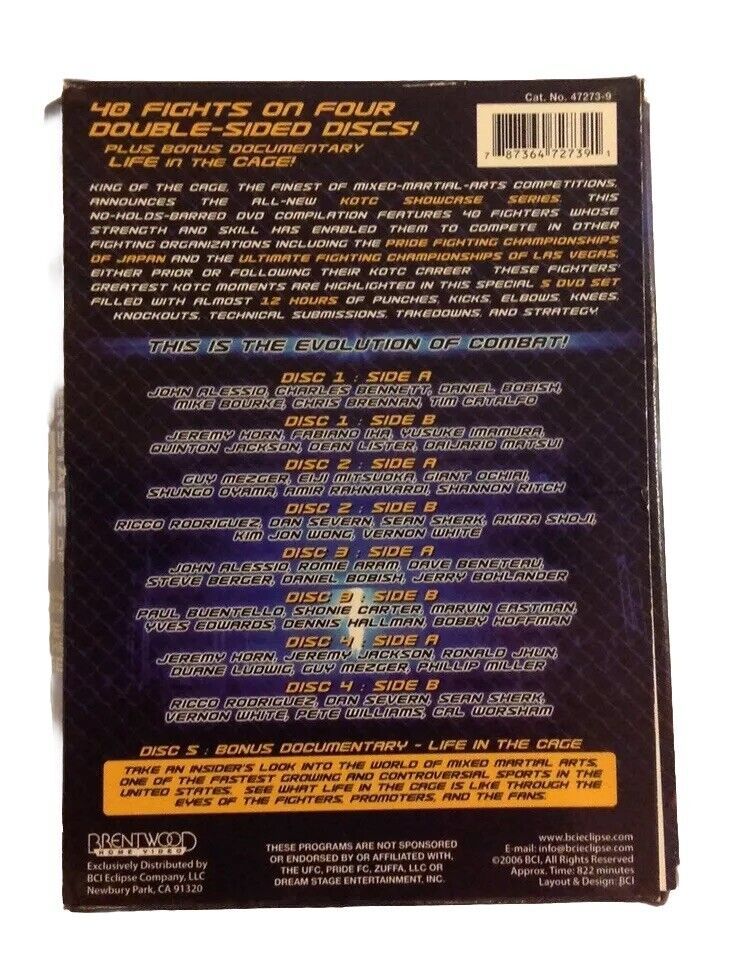 40 FIGHTS ON FOUR
DOUBLE-SIDED DISCS!
PLUS BONUS DOCUMENTARY
LIFE IN THE CAGE!
Cat. No. 47273-9
7 87364 72739 1
KING OF THE CAGE, THE FINEST OF MIXED-MARTIAL-ARTS COMPETITIONS,
ANNOUNCES THE ALL-NEW KOTC SHOWCASE SERIES. THIS
NO-HOLDS-BARRED DVD COMPILATION FEATURES 40 FIGHTERS WHOSE
STRENGTH AND SKILL HAS ENABLED THEM TO COMPETE IN OTHER
FIGHTING ORGANIZATIONS INCLUDING THE PRIDE FIGHTING CHAMPIONSHIPS
OF JAPAN AND THE ULTIMATE FIGHTING CHAMPIONSHIPS OF LAS VEGAS,
EITHER PRIOR OR FOLLOWING THEIR KOTC CAREER THESE FIGHTERS'
GREATEST KOTC MOMENTS ARE HIGHLIGHTED IN THIS SPECIAL 5 DVD SET
FILLED WITH ALMOST 12 HOURS OF PUNCHES, KICKS, ELBOWS, KNEES,
KNOCKOUTS, TECHNICAL SUBMISSIONS, TAKEDOWNS, AND STRATEGY.
THIS IS THE EVOLUTION OF COMBAT!
DISC 1 : SIDE A
JOHN ALESSIO, CHARLES BENNETT, DANIEL BOBISH,
MIKE BOURKE, CHRIS BRENNAN, TIM CATALFO
DISC 1 : SIDE B
JEREMY HORN, FABIANO IHA, YUSUKE IMAMURA,
QUINTON JACKSON, DEAN LISTER, DAIJARID MATSUI
DISC 2 : SIDE A
GUY MEZGER, EIJI MITSUOKA, GIANT OCHIAI,
SHUNGO OYAMA, AMIR RAHNAVARDI, SHANNON RITCH
DISC 2 : SIDE B
RICCO RODRIGUEZ, DAN SEVERN, SEAN SHERK, AKIRA SHOJI,
KIM JON WONG, VERNON WHITE
DISC 3 : SIDE A
JOHN ALESSIO, ROMIE ARAM, DAVE BENETEAU,
STEVE BERGER, DANIEL BOBISH, JERRY BOHLANDER
DISC 3 : SIDE B
PAUL BUENTELLO, SHONIE CARTER, MARVIN EASTMAN,
YVES EDWARDS, DENNIS HALLMAN, BOBBY HOFFMAN
DISC 4 : SIDE A
JEREMY HORN, JEREMY JACKSON, RONALD JHUN,
DUANE LUDWIG, GUY MEZGER, PHILLIP MILLER
DISC 4 : SIDE B
RICCO RODRIGUEZ, DAN SEVERN, SEAN SHERK,
VERNON WHITE, PETE WILLIAMS, CAL WORSHAM
DISC 5 : BONUS DOCUMENTARY - LIFE IN THE CAGE
TAKE AN INSIDER'S LOOK INTO THE WORLD OF MIXED MARTIAL ARTS,
ONE OF THE FASTEST GROWING AND CONTROVERSIAL SPORTS IN THE
UNITED STATES. SEE WHAT LIFE IN THE CAGE IS LIKE THROUGH THE
EYES OF THE FIGHTERS, PROMOTERS, AND THE FANS.
BRENTWOOD
HOME VIDEO
Exclusively Distributed by
BCI Eclipse Company, LLC
Newbury Park, CA 91320
THESE PROGRAMS ARE NOT SPONSORED
OR ENDORSED BY OR AFFILIATED WITH,
THE UFC, PRIDE FC, ZUFFA, LLC OR
DREAM STAGE ENTERTAINMENT, INC.
www.bcieclipse.com
E-mail: info@bcieclipse.com
©2006 BCI, All Rights Reserved
Approx. Time: 822 minutes
Layout & Design: BCI